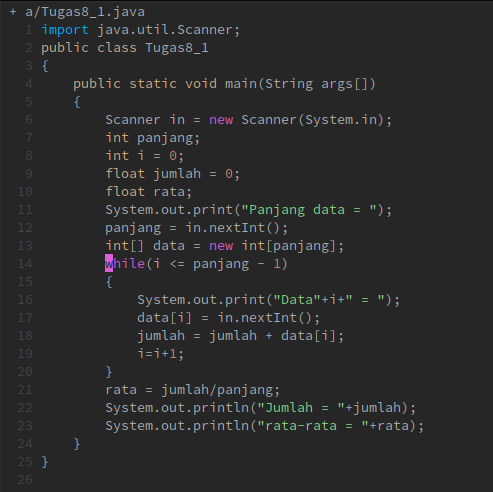 + a/Tugas8_1.java
1 import java.util.Scanner;
2 public class Tugas8_1
3 {
4     public static void main(String args[])
5     {
6         Scanner in = new Scanner(System.in);
7         int panjang;
8         int i = 0;
9         float jumlah = 0;
10         float rata;
11         System.out.print("Panjang data = ");
12         panjang = in.nextInt();
13         int[] data = new int[panjang];
14         while(i <= panjang - 1)
15         {
16             System.out.print("Data"+i+" = ");
17             data[i] = in.nextInt();
18             jumlah = jumlah + data[i];
19             i=i+1;
20         }
21         rata = jumlah/panjang;
22         System.out.println("Jumlah = "+jumlah);
23         System.out.println("rata-rata = "+rata);
24     }
25 }
26